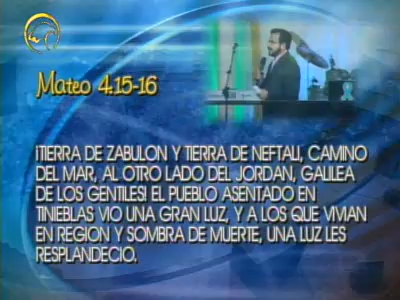 Mateo 4.15-16
¡TIERRA DE ZABULON Y TIERRA DE NEFTALI, CAMINO
DEL MAR, AL OTRO LADO DEL JORDAN, GALILEA
DE LOS GENTILES! EL PUEBLO ASENTADO EN
TINIEBLAS VIO UNA GRAN LUZ, Y A LOS QUE VIVIAN
EN REGION Y SOMBRA DE MUERTE, UNA LUZ LES
RESPLANDECIO.